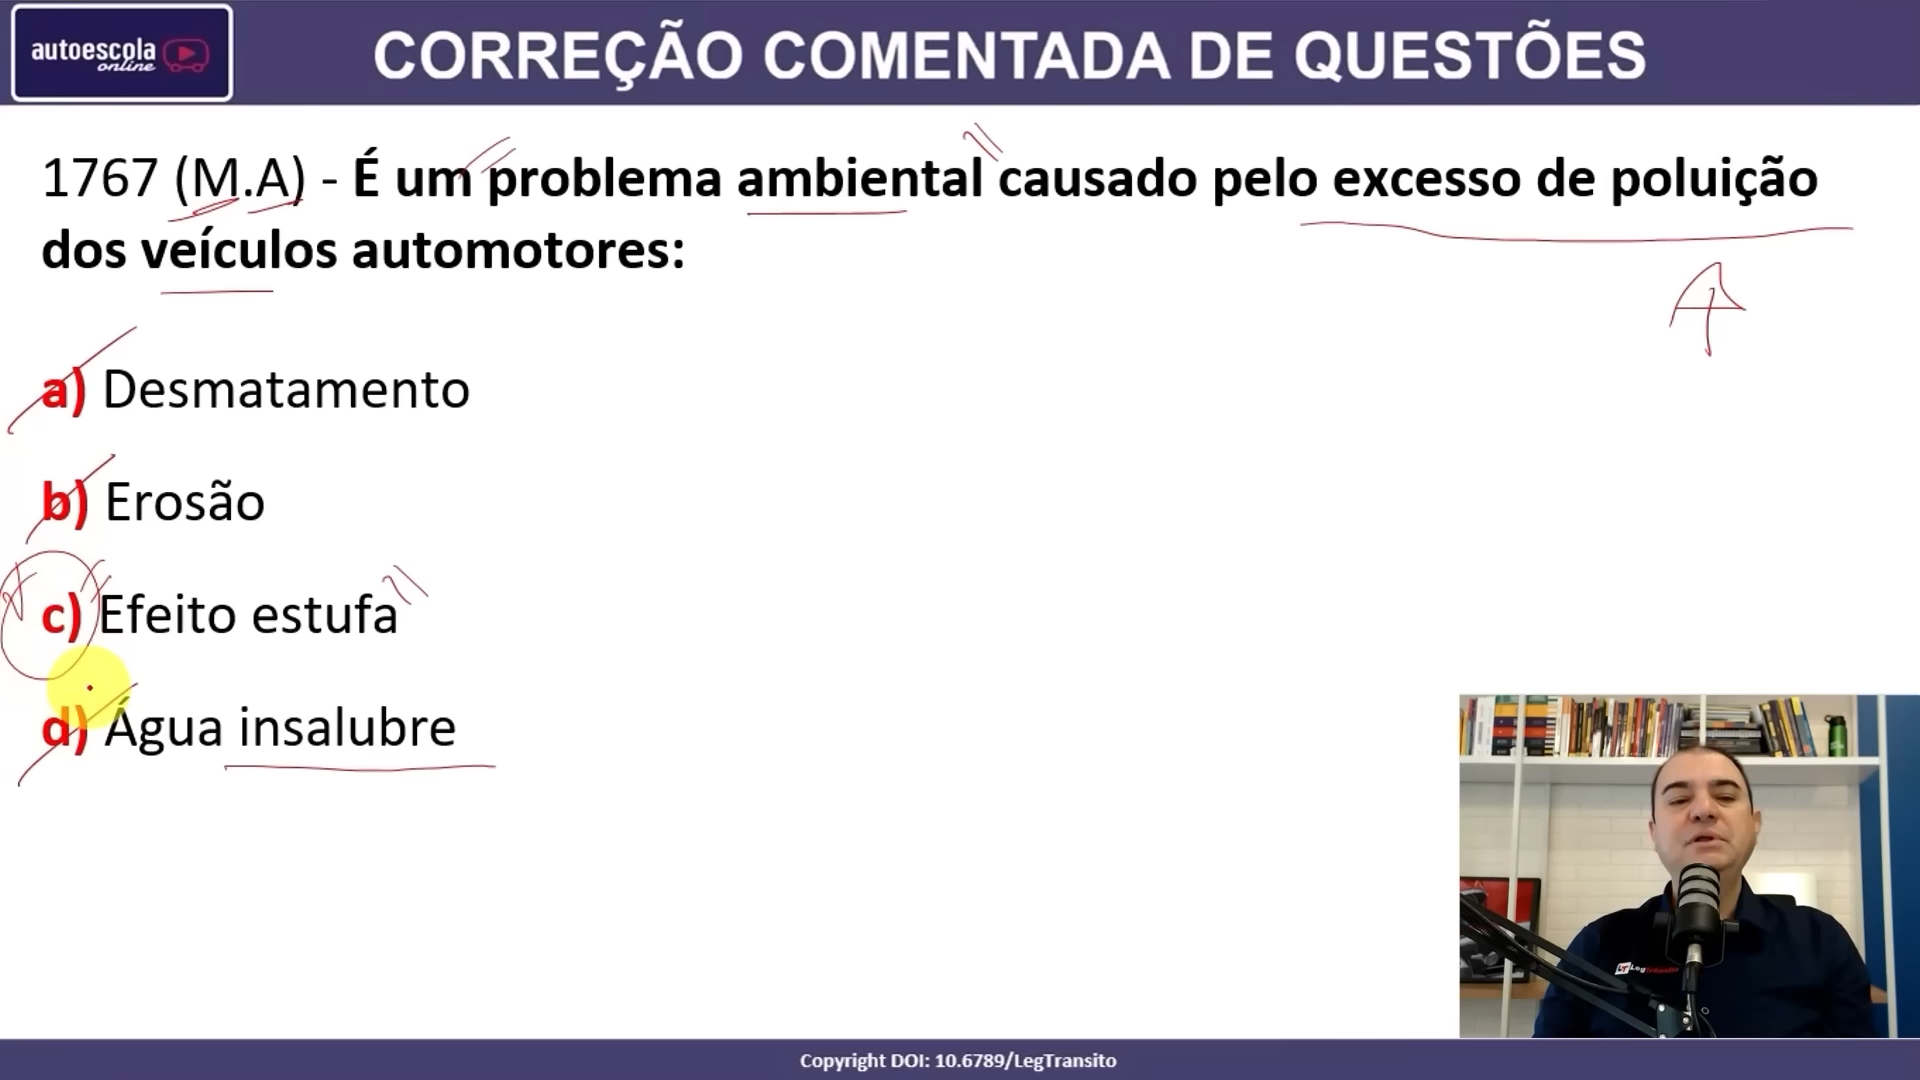 autoescola
online
CORREÇÃO COMENTADA DE QUESTÕES
1767 (M.A) - É um problema ambiental causado pelo excesso de poluição
dos veículos automotores:
a) Desmatamento
b) Erosão
c) Efeito estufa
d) Água insalubre
LegTrânsito
Copyright DOI: 10.6789/LegTransito